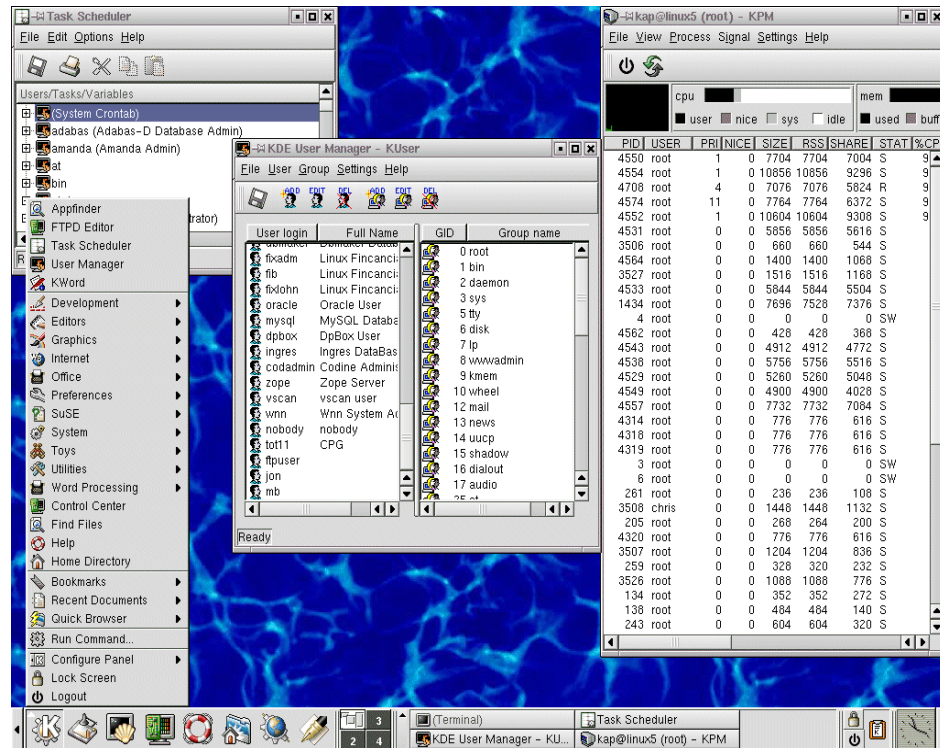 Task Scheduler
File Edit Options Help
Users/Tasks/Variables
(System Crontab)
adabas (Adabas-D Database Admin)
amanda (Amanda Admin)
at
bin
trator)
R
Appfinder
FTPD Editor
Task Scheduler
User Manager
KWord
Development
Editors
Graphics
Internet
Office
Preferences
SuSE
System
Toys
Utilities
Word Processing
Control Center
Find Files
Help
Home Directory
Bookmarks
Recent Documents
Quick Browser
Run Command...
Configure Panel
Lock Screen
Logout
KDE User Manager - KUser
File User Group Settings Help
ADD EDIT DEL ADD EDIT DEL
User login Full Name
fixadm Linux Fincanci
fib Linux Fincanci
fixlohn Linux Fincanci
oracle Oracle User
mysql MySQL Databa
dpbox DpBox User
ingres Ingres DataBas
codadmin Codine Adminis
zope Zope Server
vscan vscan user
wnn Wnn System Ac
nobody nobody
tot11 CPG
ftpuser
jon
mb
GID Group name
0 root
1 bin
2 daemon
3 sys
5 tty
6 disk
7 lp
8 wwwadmin
9 kmem
10 wheel
12 mail
13 news
14 uucp
15 shadow
16 dialout
17 audio
Ready
kap@linux5 (root) - KPM
File View Process Signal Settings Help
cpu mem
user nice sys idle used buff
PID USER PRI NICE SIZE RSS SHARE STAT %CP
4550 root 1 0 7704 7704 7004 S 9
4554 root 1 0 10856 10856 9296 S 9
4708 root 4 0 7076 7076 5824 R 9
4574 root 11 0 7764 7764 6372 S 9
4552 root 1 0 10604 10604 9308 S 9
4531 root 0 0 5856 5856 5616 S
3506 root 0 0 660 660 544 S
4564 root 0 0 1400 1400 1068 S
3527 root 0 0 1516 1516 1168 S
4533 root 0 0 5844 5844 5504 S
1434 root 0 0 7696 7528 7376 S
4 root 0 0 0 0 0 SW
4562 root 0 0 428 428 368 S
4543 root 0 0 4912 4912 4772 S
4538 root 0 0 5756 5756 5516 S
4529 root 0 0 5260 5260 5048 S
4549 root 0 0 4900 4900 4028 S
4557 root 0 0 7732 7732 7084 S
4314 root 0 0 776 776 616 S
4318 root 0 0 776 776 616 S
4319 root 0 0 776 776 616 S
3 root 0 0 0 0 0 SW
6 root 0 0 0 0 0 SW
261 root 0 0 236 236 108 S
3508 chris 0 0 1448 1448 1132 S
205 root 0 0 268 264 200 S
4320 root 0 0 776 776 616 S
3507 root 0 0 1204 1204 836 S
259 root 0 0 328 320 232 S
3526 root 0 0 1088 1088 776 S
134 root 0 0 352 352 272 S
138 root 0 0 484 484 140 S
243 root 0 0 604 604 320 S
3
2 4
(Terminal)
Task Scheduler
KDE User Manager - KU...
kap@linux5 (root) - KPM